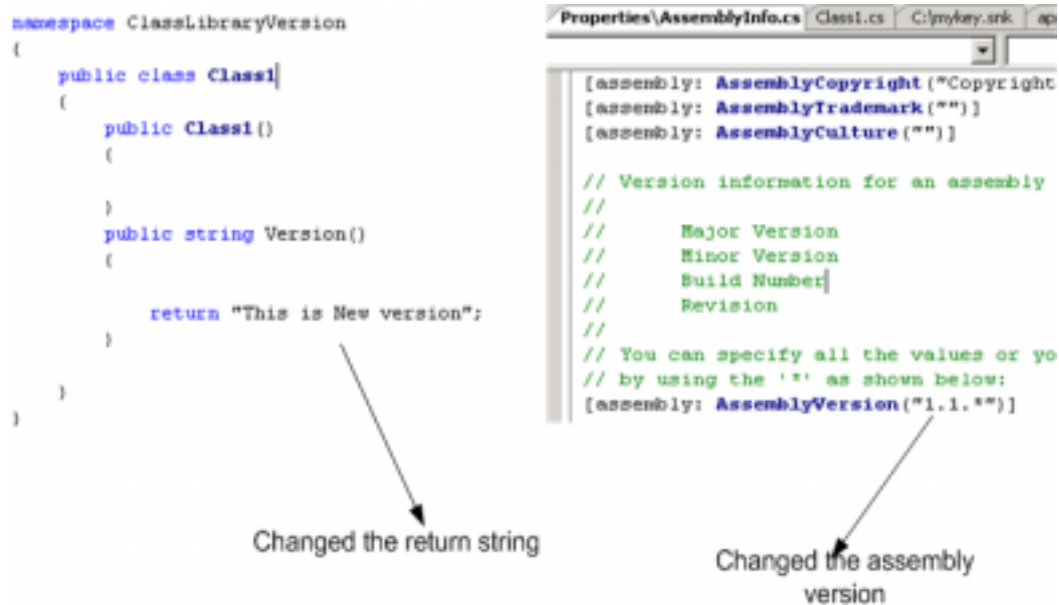 namespace ClassLibraryVersion
{
public class Class1
{
public Class1()
{
}
public string Version()
{
return "This is New version";
}
}
}
Changed the return string
Properties\AssemblyInfo.cs Class1.cs C:\mykey.snk ap
[assembly: AssemblyCopyright("Copyright
[assembly: AssemblyTrademark("")]
[assembly: AssemblyCulture("")]
// Version information for an assembly
//
// Major Version
// Minor Version
// Build Number
// Revision
//
// You can specify all the values or yo
// by using the '*' as shown below:
[assembly: AssemblyVersion("1.1.*")]
Changed the assembly
version